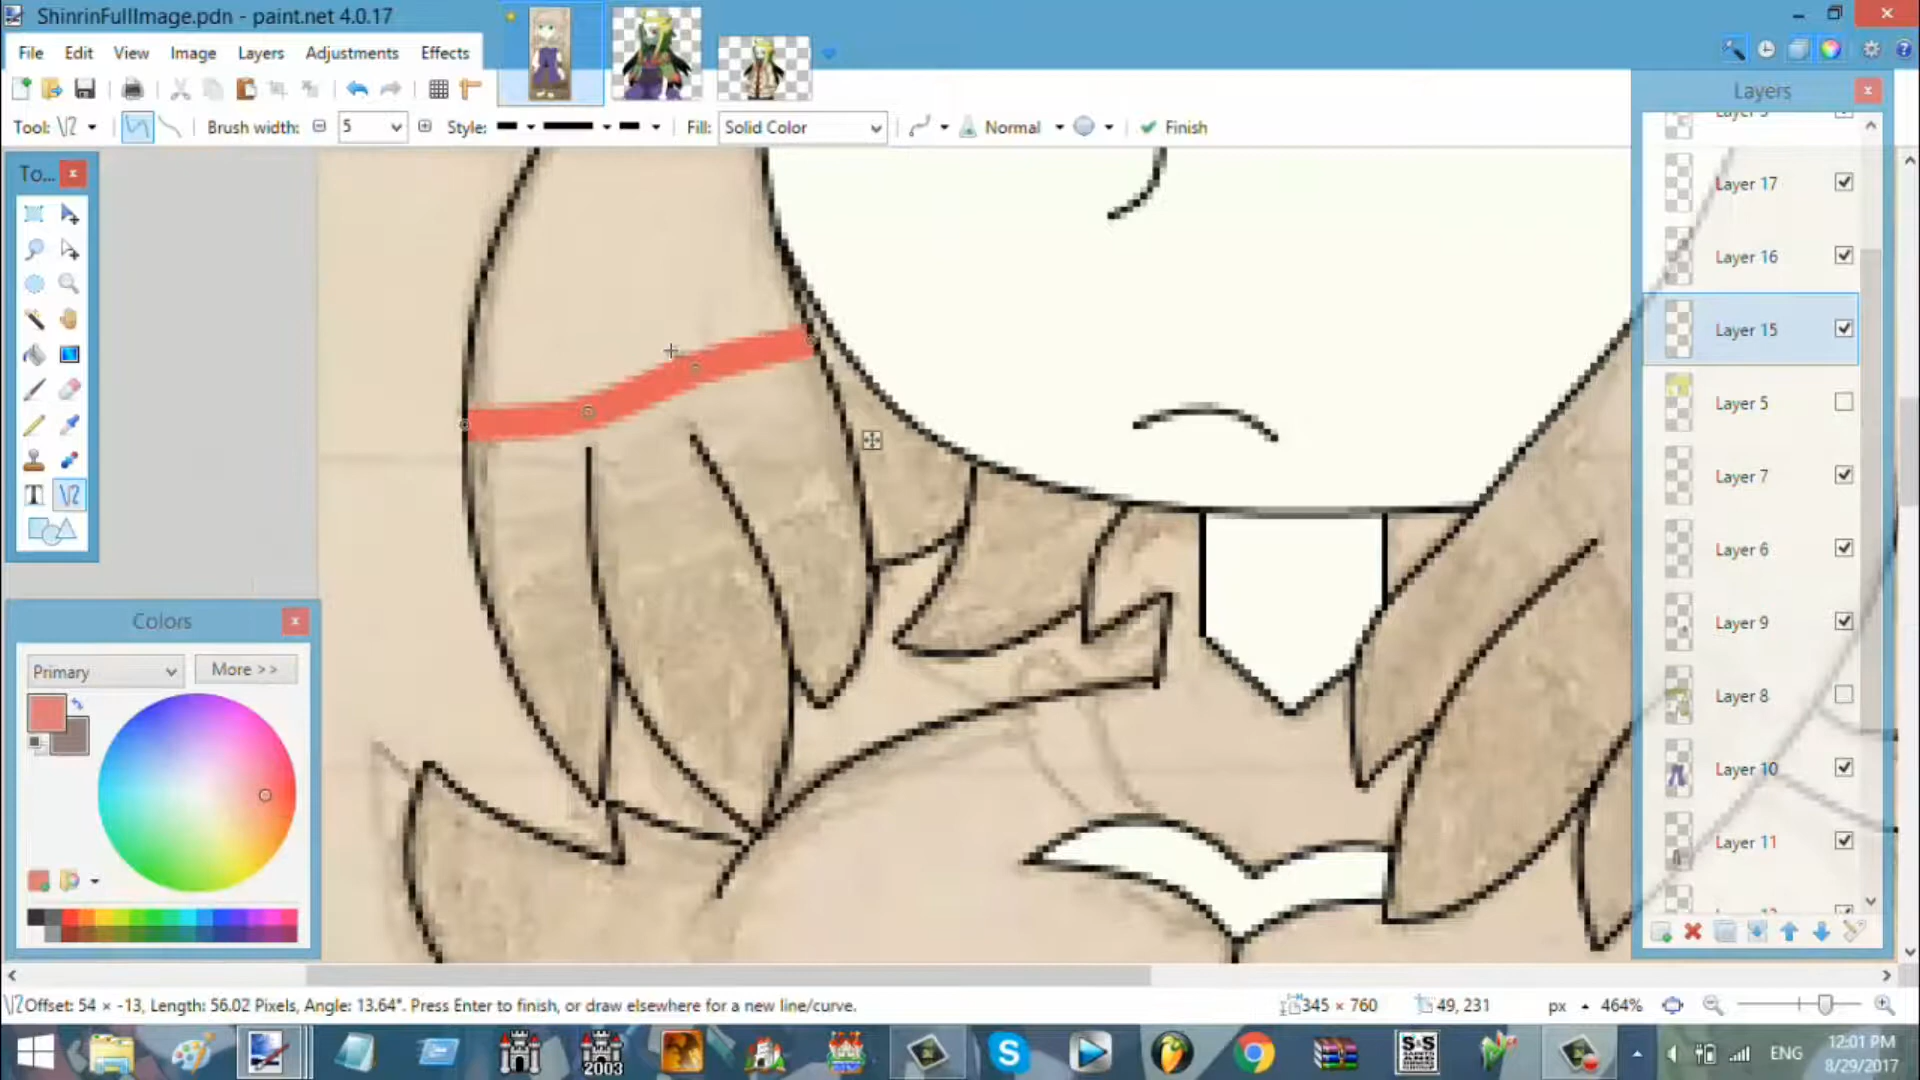 ShinrinFullImage.pdn - paint.net 4.0.17
File Edit View Image Layers Adjustments Effects
Tool: Brush width: 5 Style: Fill: Solid Color Normal Finish
To...
Colors
Primary More >>
Layers
Layer 17
Layer 16
Layer 15
Layer 5
Layer 7
Layer 6
Layer 9
Layer 8
Layer 10
Layer 11
Offset: 54 × -13, Length: 56.02 Pixels, Angle: 13.64°. Press Enter to finish, or draw elsewhere for a new line/curve. 345 × 760 49, 231 px 464%
2003 S&S ENG 12:01 PM
8/29/2017